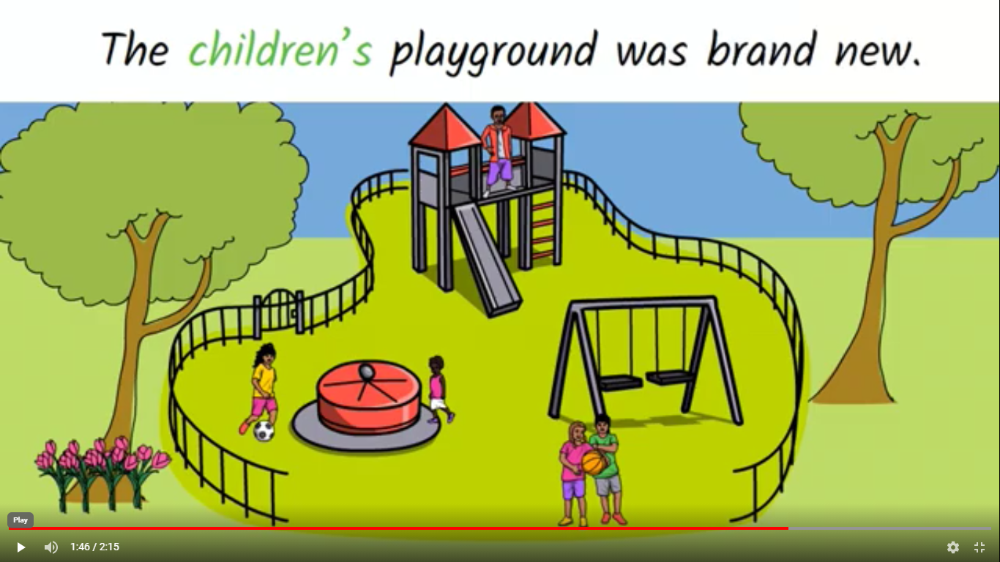 The children’s playground was brand new.
Play
1:46 / 2:15